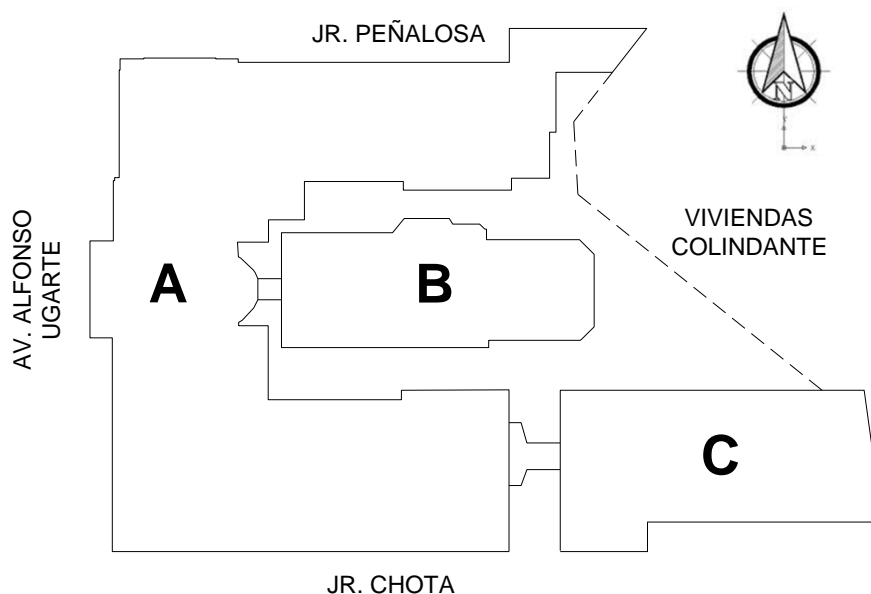 JR. PEÑALOSA
N
Y
X
VIVIENDAS
COLINDANTE
AV. ALFONSO
UGARTE
A
B
C
JR. CHOTA